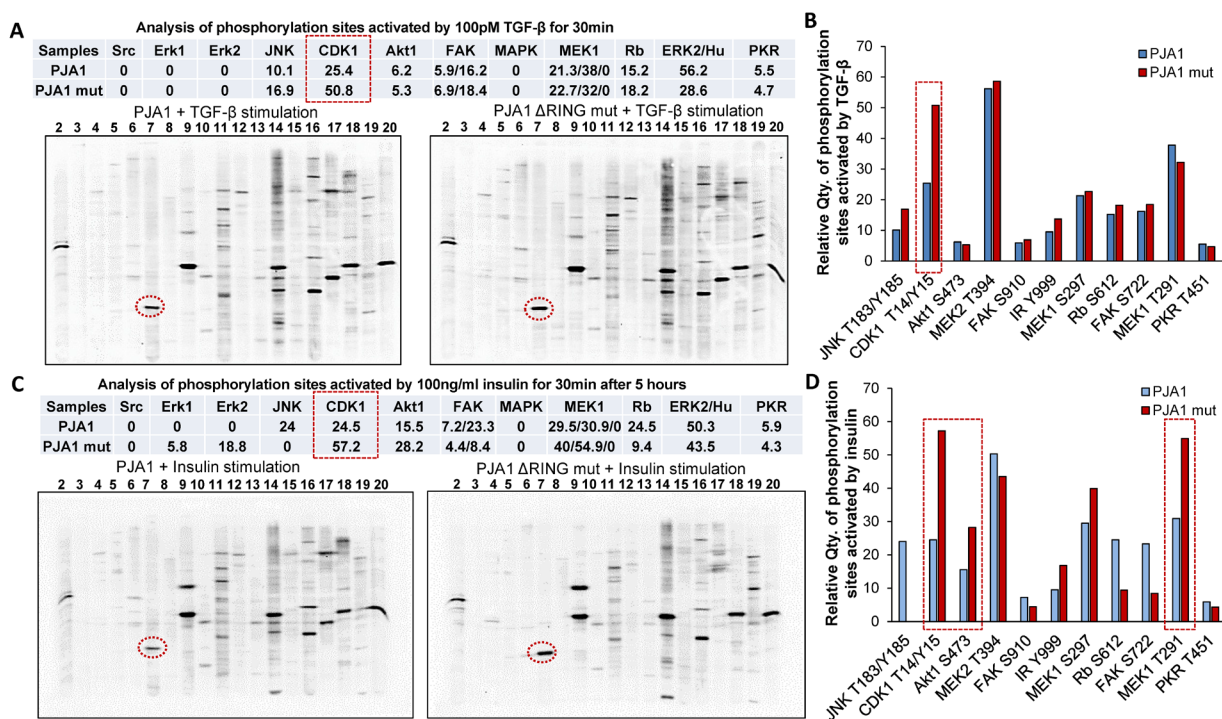 A
Analysis of phosphorylation sites activated by 100pM TGF-β for 30min
Samples Src Erk1 Erk2 JNK CDK1 Akt1 FAK MAPK MEK1 Rb ERK2/Hu PKR
PJA1 0 0 0 10.1 25.4 6.2 5.9/16.2 0 21.3/38/0 15.2 56.2 5.5
PJA1 mut 0 0 0 16.9 50.8 5.3 6.9/18.4 0 22.7/32/0 18.2 28.6 4.7
PJA1 + TGF-β stimulation
2 3 4 5 6 7 8 9 10 11 12 13 14 15 16 17 18 19 20
PJA1 ΔRING mut + TGF-β stimulation
2 3 4 5 6 7 8 9 10 11 12 13 14 15 16 17 18 19 20
B
Relative Qty. of phosphorylation
sites activated by TGF-β
70
60
50
40
30
20
10
0
PJA1
PJA1 mut
JNK T183/Y185
CDK1 T14/Y15
Akt1 S473
MEK2 T394
FAK S910
IR Y999
MEK1 S297
Rb S612
FAK S722
MEK1 T291
PKR T451
C
Analysis of phosphorylation sites activated by 100ng/ml insulin for 30min after 5 hours
Samples Src Erk1 Erk2 JNK CDK1 Akt1 FAK MAPK MEK1 Rb ERK2/Hu PKR
PJA1 0 0 0 24 24.5 15.5 7.2/23.3 0 29.5/30.9/0 24.5 50.3 5.9
PJA1 mut 0 5.8 18.8 0 57.2 28.2 4.4/8.4 0 40/54.9/0 9.4 43.5 4.3
PJA1 + Insulin stimulation
2 3 4 5 6 7 8 9 10 11 12 13 14 15 16 17 18 19 20
PJA1 ΔRING mut + Insulin stimulation
2 3 4 5 6 7 8 9 10 11 12 13 14 15 16 17 18 19 20
D
Relative Qty. of phosphorylation
sites activated by insulin
70
60
50
40
30
20
10
0
PJA1
PJA1 mut
JNK T183/Y185
CDK1 T14/Y15
Akt1 S473
MEK2 T394
FAK S910
IR Y999
MEK1 S297
Rb S612
FAK S722
MEK1 T291
PKR T451